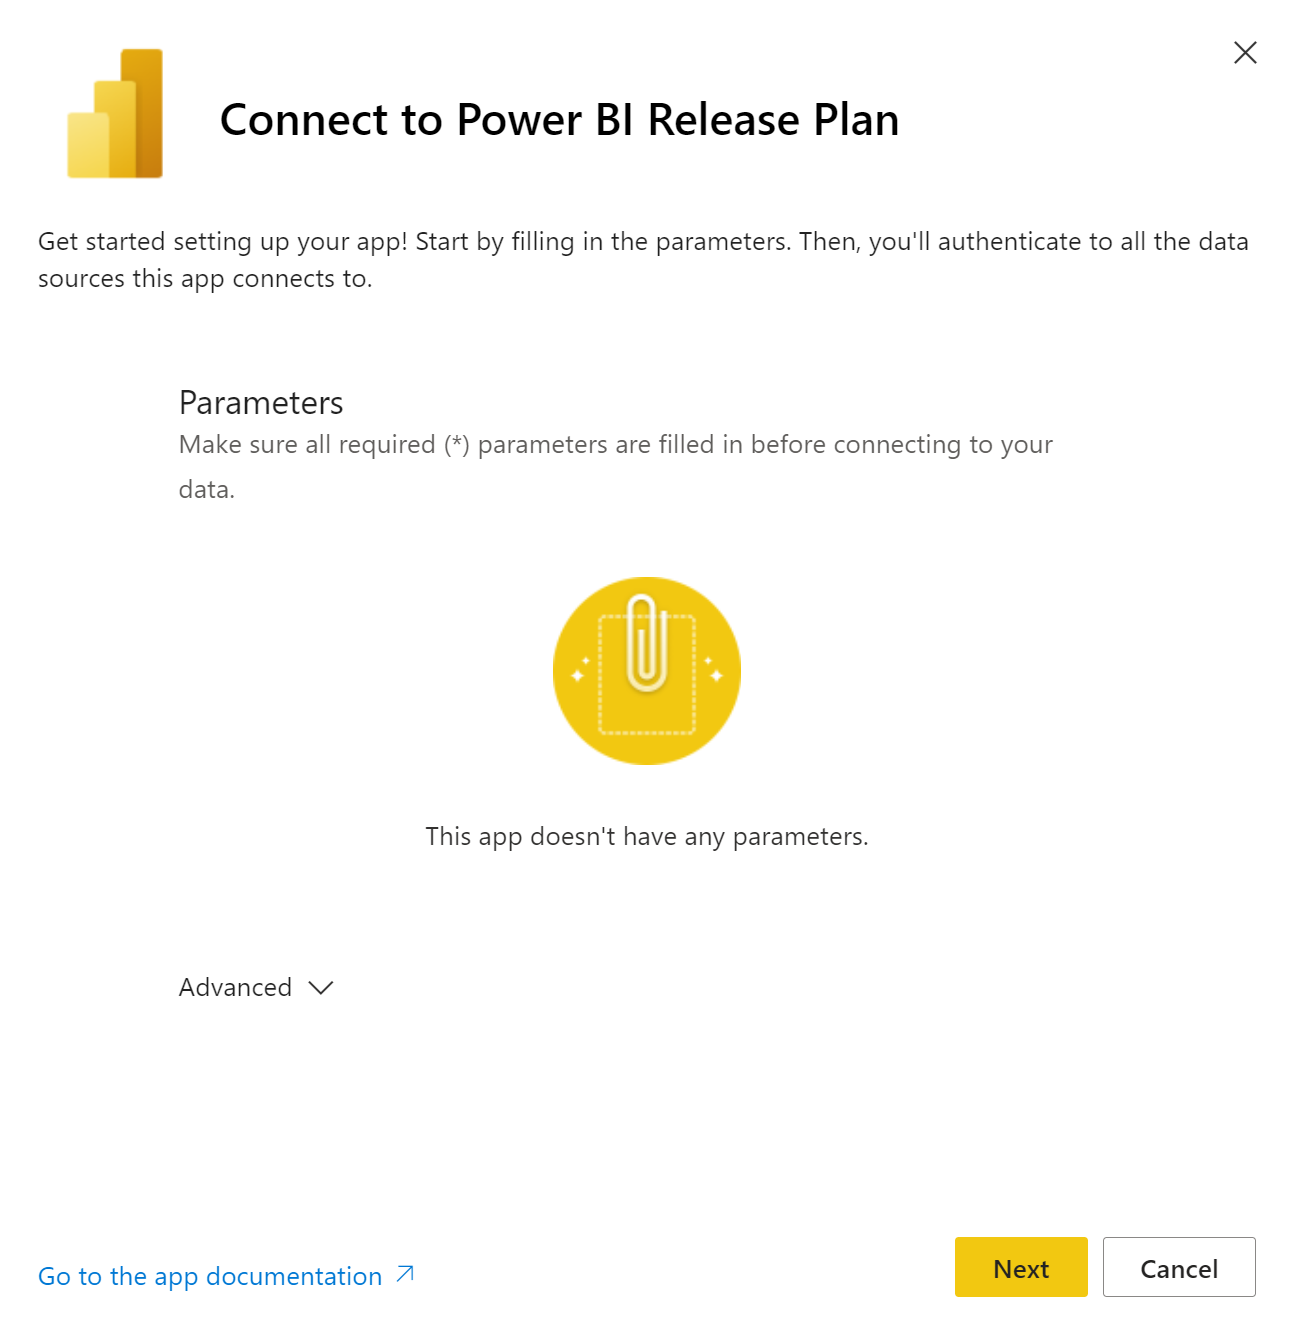 Connect to Power BI Release Plan
Get started setting up your app! Start by filling in the parameters. Then, you'll authenticate to all the data
sources this app connects to.
Parameters
Make sure all required (*) parameters are filled in before connecting to your
data.
This app doesn't have any parameters.
Advanced
Go to the app documentation
Next
Cancel